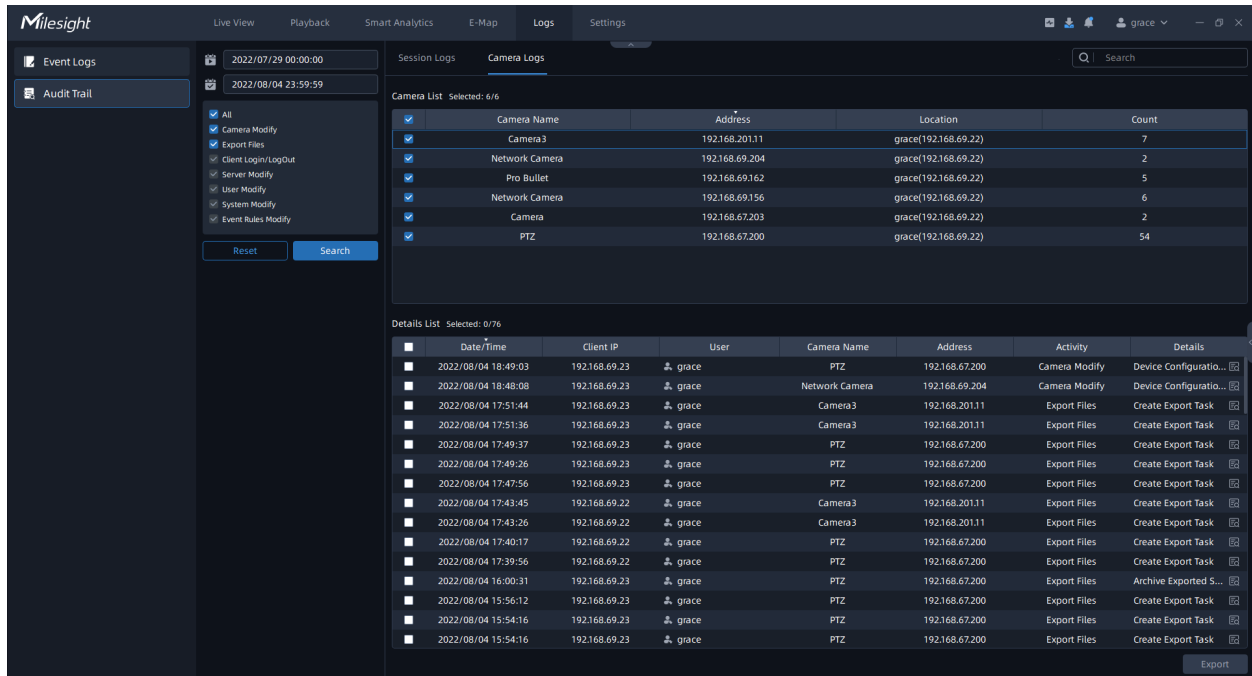 Milesight Live View Playback Smart Analytics E-Map Logs Settings grace
Event Logs
Audit Trail
2022/07/29 00:00:00
2022/08/04 23:59:59
All
Camera Modify
Export Files
Client Login/LogOut
Server Modify
User Modify
System Modify
Event Rules Modify
Reset Search
Session Logs Camera Logs Search
Camera List Selected: 6/6
Camera Name Address Location Count
Camera3 192.168.201.11 grace(192.168.69.22) 7
Network Camera 192.168.69.204 grace(192.168.69.22) 2
Pro Bullet 192.168.69.162 grace(192.168.69.22) 5
Network Camera 192.168.69.156 grace(192.168.69.22) 6
Camera 192.168.67.203 grace(192.168.69.22) 2
PTZ 192.168.67.200 grace(192.168.69.22) 54
Details List Selected: 0/76
Date/Time Client IP User Camera Name Address Activity Details
2022/08/04 18:49:03 192.168.69.23 grace PTZ 192.168.67.200 Camera Modify Device Configuratio...
2022/08/04 18:48:08 192.168.69.23 grace Network Camera 192.168.69.204 Camera Modify Device Configuratio...
2022/08/04 17:51:44 192.168.69.23 grace Camera3 192.168.201.11 Export Files Create Export Task
2022/08/04 17:51:36 192.168.69.23 grace Camera3 192.168.201.11 Export Files Create Export Task
2022/08/04 17:49:37 192.168.69.23 grace PTZ 192.168.67.200 Export Files Create Export Task
2022/08/04 17:49:26 192.168.69.23 grace PTZ 192.168.67.200 Export Files Create Export Task
2022/08/04 17:47:56 192.168.69.23 grace PTZ 192.168.67.200 Export Files Create Export Task
2022/08/04 17:43:45 192.168.69.22 grace Camera3 192.168.201.11 Export Files Create Export Task
2022/08/04 17:43:26 192.168.69.22 grace Camera3 192.168.201.11 Export Files Create Export Task
2022/08/04 17:40:17 192.168.69.22 grace PTZ 192.168.67.200 Export Files Create Export Task
2022/08/04 17:39:56 192.168.69.22 grace PTZ 192.168.67.200 Export Files Create Export Task
2022/08/04 16:00:31 192.168.69.23 grace PTZ 192.168.67.200 Export Files Archive Exported S...
2022/08/04 15:56:12 192.168.69.23 grace PTZ 192.168.67.200 Export Files Create Export Task
2022/08/04 15:54:16 192.168.69.23 grace PTZ 192.168.67.200 Export Files Create Export Task
2022/08/04 15:54:16 192.168.69.23 grace PTZ 192.168.67.200 Export Files Create Export Task
Export